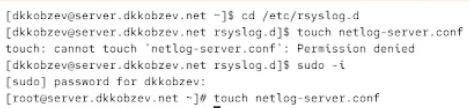 [dkkobzev@server.dkkobzev.net ~]$ cd /etc/rsyslog.d
[dkkobzev@server.dkkobzev.net rsyslog.d]$ touch netlog-server.conf
touch: cannot touch 'netlog-server.conf': Permission denied
[dkkobzev@server.dkkobzev.net rsyslog.d]$ sudo -i
[sudo] password for dkkobzev:
[root@server.dkkobzev.net ~]# touch netlog-server.conf